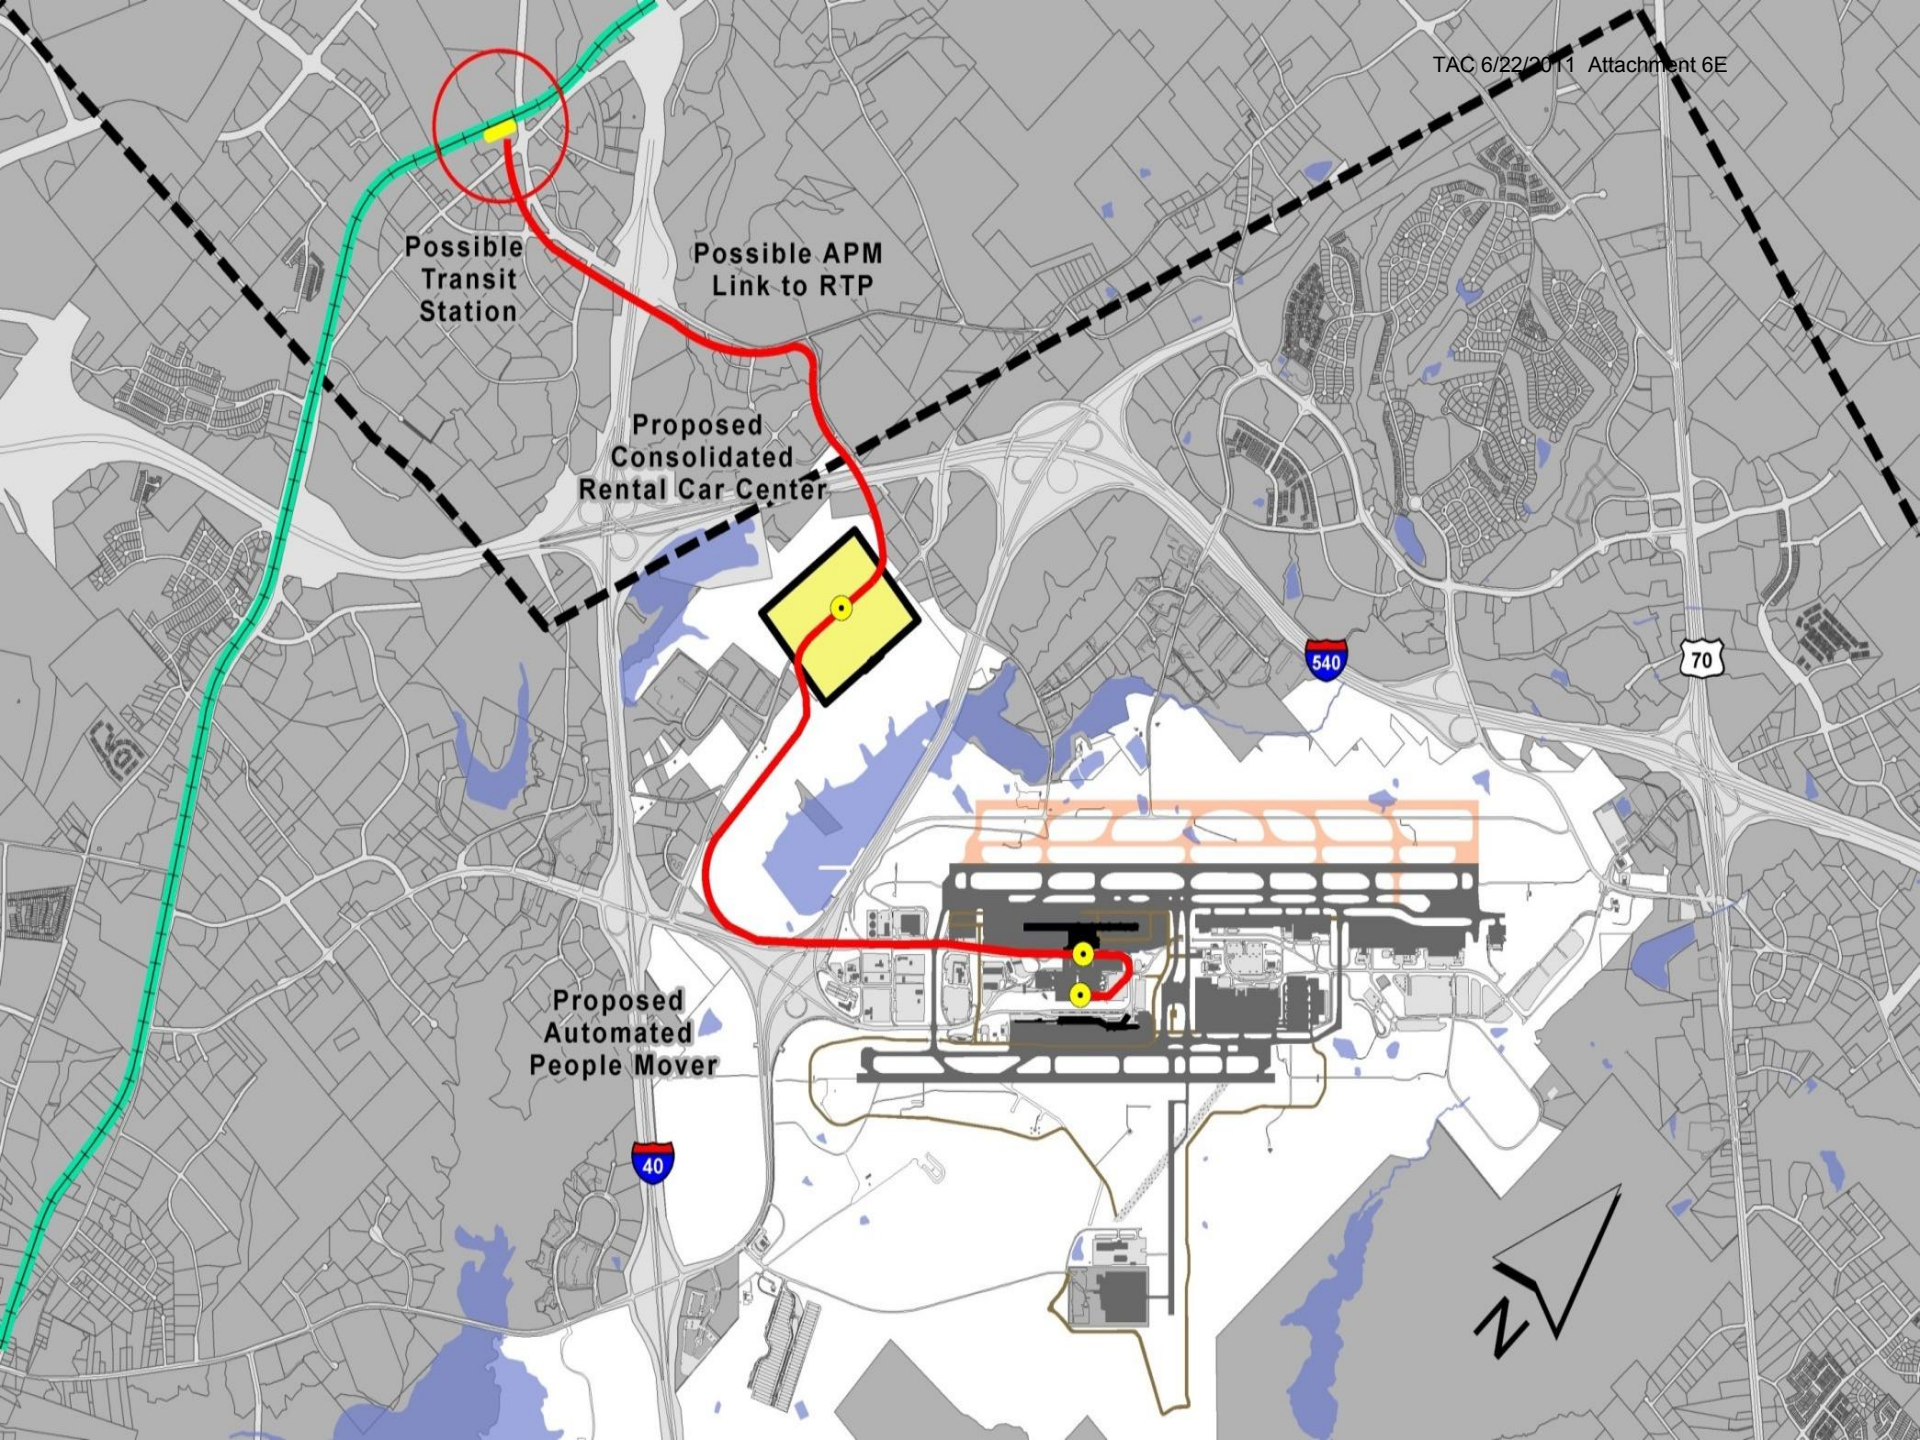 TAC 6/22/2011 Attachment 6E
Possible
Transit
Station
Possible APM
Link to RTP
Proposed
Consolidated
Rental Car Center
540
70
Proposed
Automated
People Mover
40
N